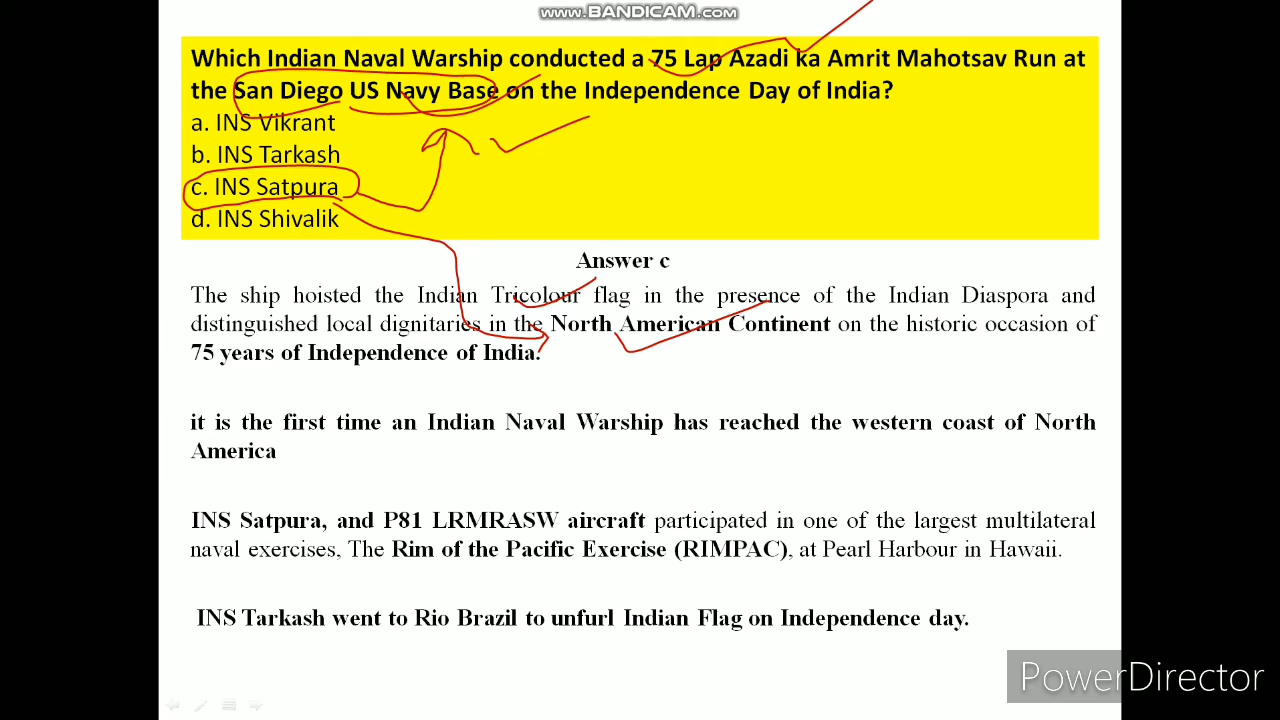 www.BANDICAM.com
Which Indian Naval Warship conducted a 75 Lap Azadi ka Amrit Mahotsav Run at
the San Diego US Navy Base on the Independence Day of India?
a. INS Vikrant
b. INS Tarkash
c. INS Satpura
d. INS Shivalik
Answer c
The ship hoisted the Indian Tricolour flag in the presence of the Indian Diaspora and
distinguished local dignitaries in the North American Continent on the historic occasion of
75 years of Independence of India.
it is the first time an Indian Naval Warship has reached the western coast of North
America
INS Satpura, and P81 LRMRASW aircraft participated in one of the largest multilateral
naval exercises, The Rim of the Pacific Exercise (RIMPAC), at Pearl Harbour in Hawaii.
INS Tarkash went to Rio Brazil to unfurl Indian Flag on Independence day.
PowerDirector